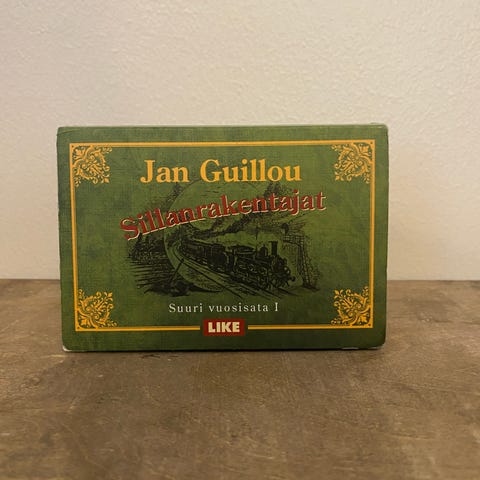 Jan Guillou
Sillanrakentajat
Suuri vuosisata I
LIKE